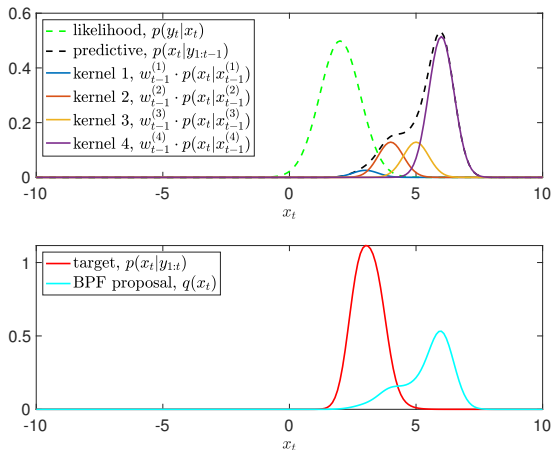 0.6
0.4
0.2
0
likelihood, p(y_t|x_t)
predictive, p(x_t|y_{1:t-1})
kernel 1, w_{t-1}^{(1)} · p(x_t|x_{t-1}^{(1)})
kernel 2, w_{t-1}^{(2)} · p(x_t|x_{t-1}^{(2)})
kernel 3, w_{t-1}^{(3)} · p(x_t|x_{t-1}^{(3)})
kernel 4, w_{t-1}^{(4)} · p(x_t|x_{t-1}^{(4)})
-10 -5 0 5 10
x_t
1
0.5
0
target, p(x_t|y_{1:t})
BPF proposal, q(x_t)
-10 -5 0 5 10
x_t